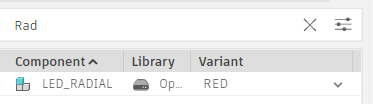 Rad
Component Library Variant
LED_RADIAL Op... RED